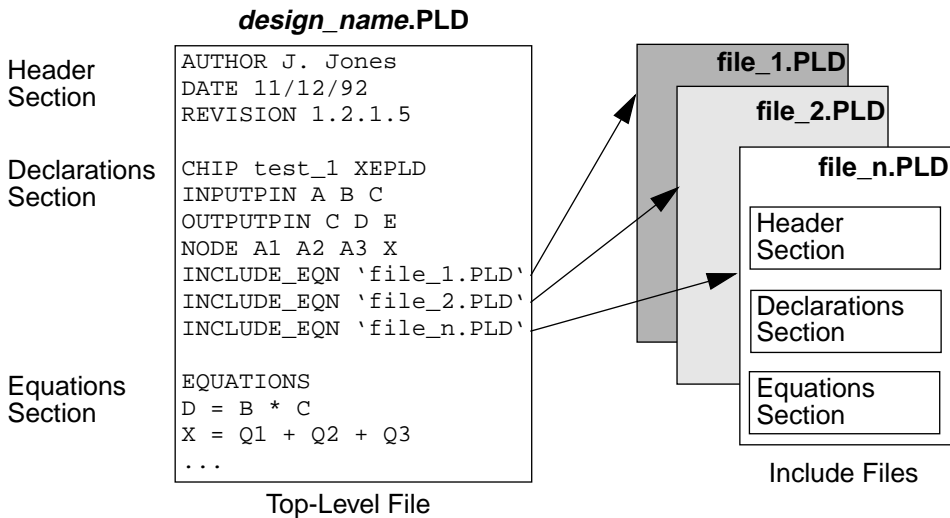 design_name.PLD
Header
Section
AUTHOR J. Jones
DATE 11/12/92
REVISION 1.2.1.5
Declarations
Section
CHIP test_1 XEPLD
INPUTPIN A B C
OUTPUTPIN C D E
NODE A1 A2 A3 X
INCLUDE_EQN ‘file_1.PLD‘
INCLUDE_EQN ‘file_2.PLD‘
INCLUDE_EQN ‘file_n.PLD‘
Equations
Section
EQUATIONS
D = B * C
X = Q1 + Q2 + Q3
...
Top-Level File
file_1.PLD
file_2.PLD
file_n.PLD
Header
Section
Declarations
Section
Equations
Section
Include Files